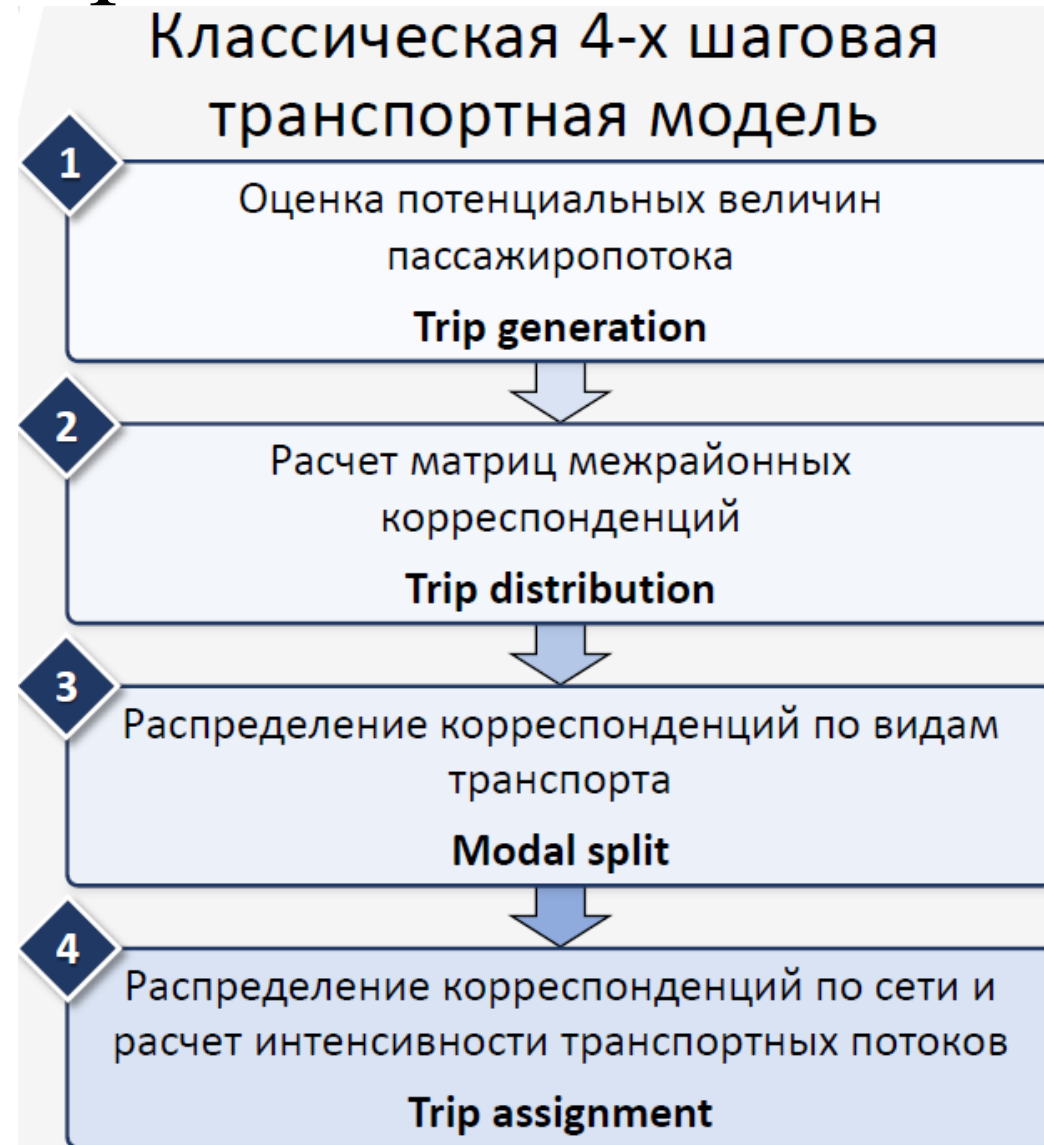 Классическая 4-х шаговая
транспортная модель
1
Оценка потенциальных величин
пассажиропотока
Trip generation
2
Расчет матриц межрайонных
корреспонденций
Trip distribution
3
Распределение корреспонденций по видам
транспорта
Modal split
4
Распределение корреспонденций по сети и
расчет интенсивности транспортных потоков
Trip assignment